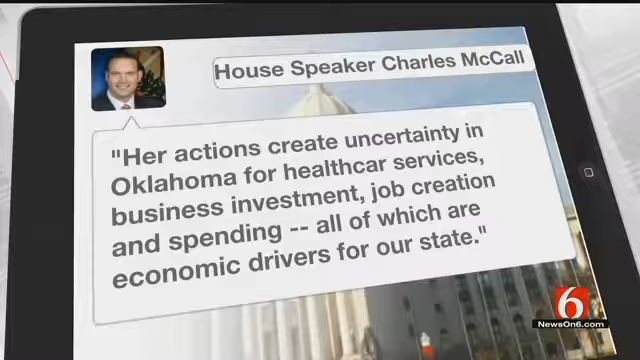 House Speaker Charles McCall
"Her actions create uncertainty in
Oklahoma for healthcar services,
business investment, job creation
and spending -- all of which are
economic drivers for our state."
6
NewsOn6.com